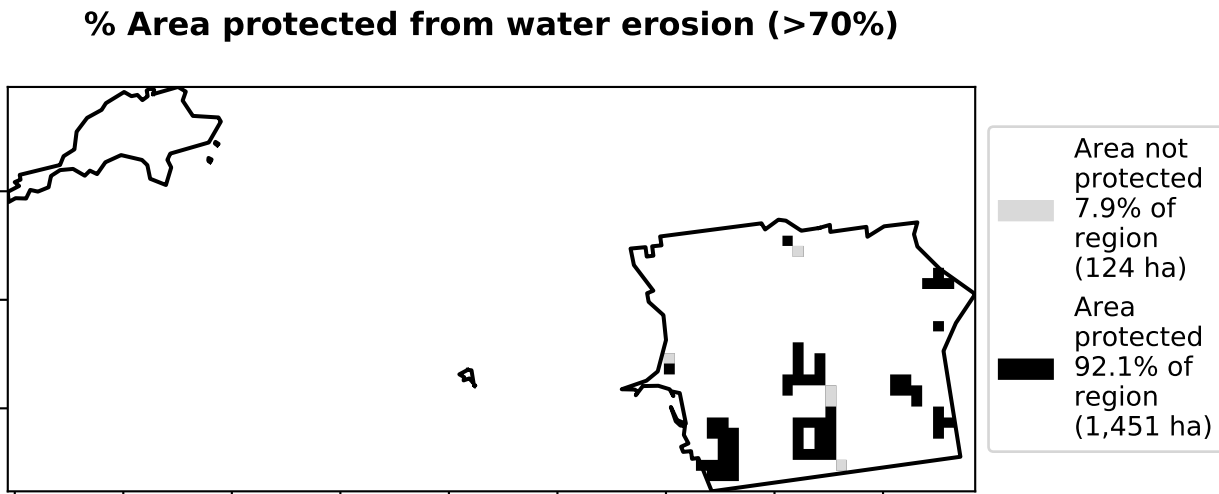 % Area protected from water erosion (>70%)
Area not
protected
7.9% of
region
(124 ha)
Area
protected
92.1% of
region
(1,451 ha)